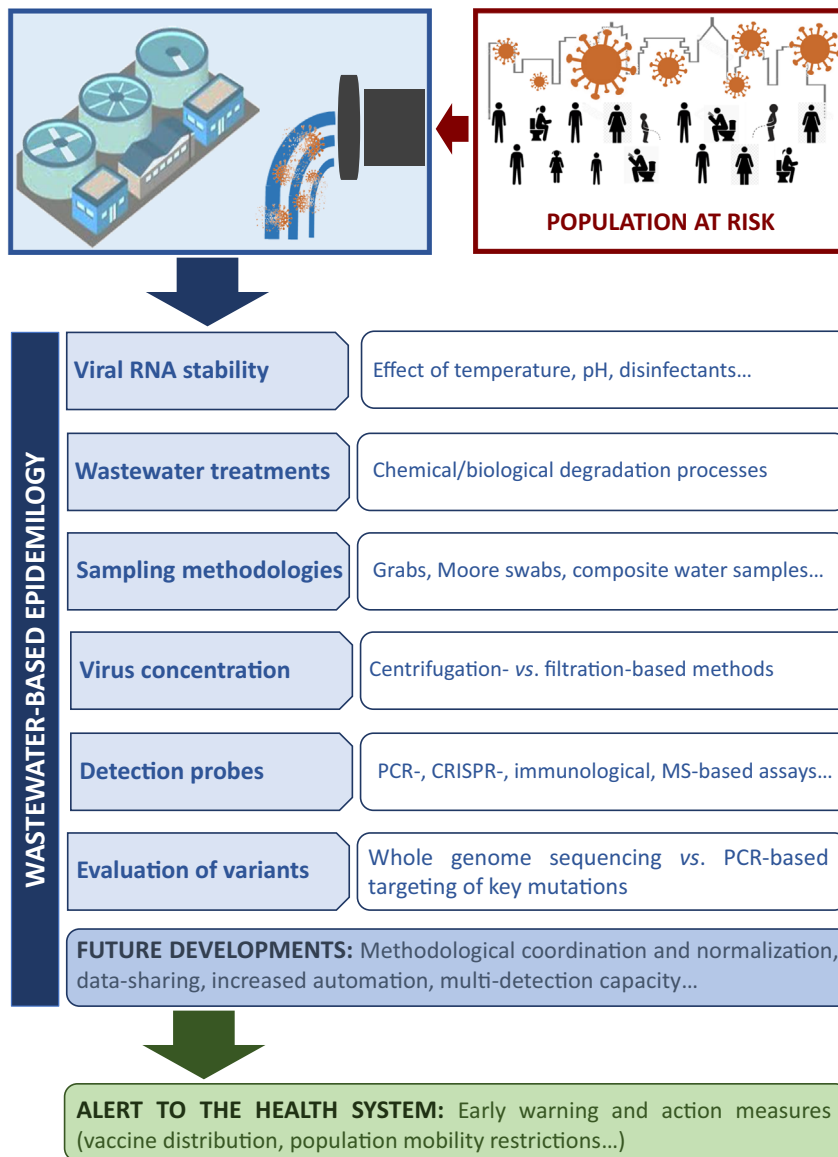 POPULATION AT RISK
WASTEWATER-BASED EPIDEMILOGY
Viral RNA stability
Effect of temperature, pH, disinfectants…
Wastewater treatments
Chemical/biological degradation processes
Sampling methodologies
Grabs, Moore swabs, composite water samples…
Virus concentration
Centrifugation- vs. filtration-based methods
Detection probes
PCR-, CRISPR-, immunological, MS-based assays…
Evaluation of variants
Whole genome sequencing vs. PCR-based
targeting of key mutations
FUTURE DEVELOPMENTS: Methodological coordination and normalization,
data-sharing, increased automation, multi-detection capacity…
ALERT TO THE HEALTH SYSTEM: Early warning and action measures
(vaccine distribution, population mobility restrictions…)